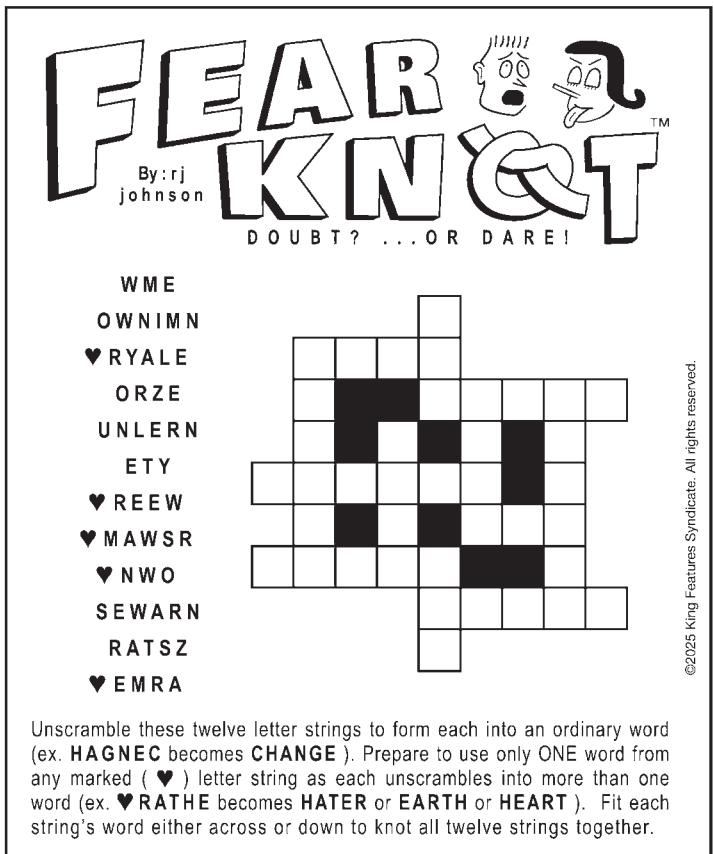 FEAR
KNOT
TM
By:rj
johnson
DOUBT? ...OR DARE!
WME
OWNIMN
♥ RYALE
ORZE
UNLERN
ETY
♥ REEW
♥ MAWSR
♥ NWO
SEWARN
RATSZ
♥ EMRA
©2025 King Features Syndicate. All rights reserved.
Unscramble these twelve letter strings to form each into an ordinary word
(ex. HAGNEC becomes CHANGE ). Prepare to use only ONE word from
any marked ( ♥ ) letter string as each unscrambles into more than one
word (ex. ♥ RATHE becomes HATER or EARTH or HEART ). Fit each
string's word either across or down to knot all twelve strings together.